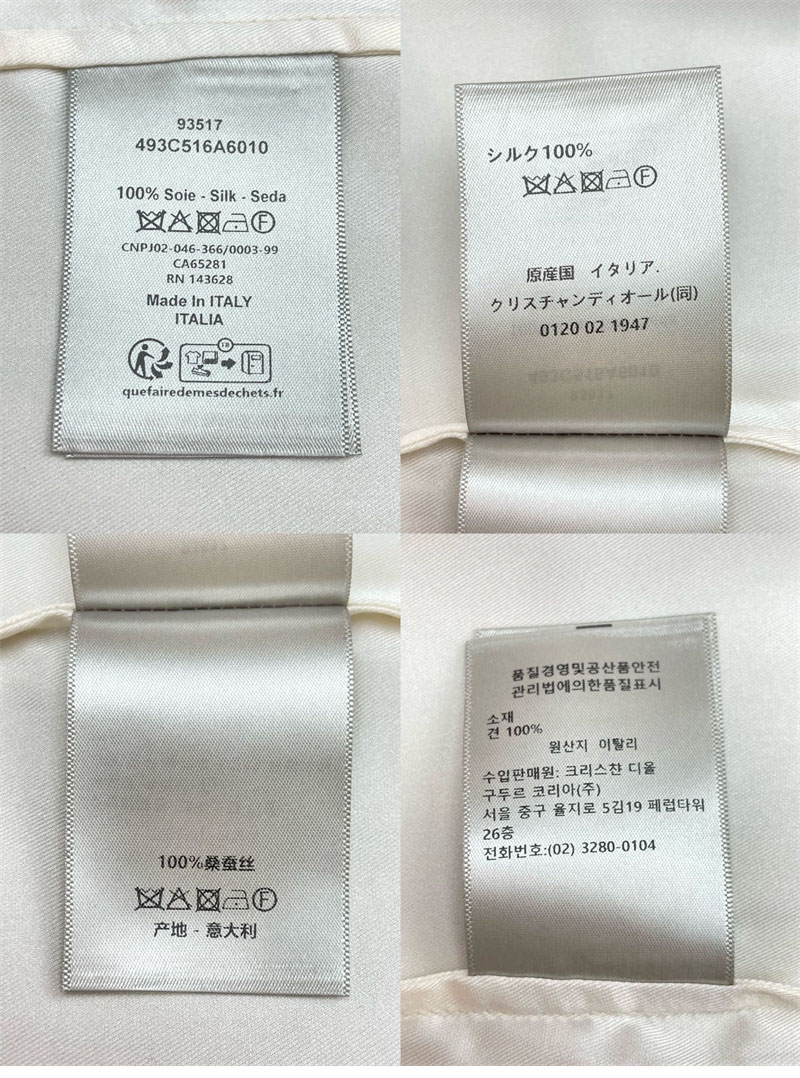 93517
493C516A6010
100% Soie - Silk - Seda
CNPJ02-046-366/0003-99
CA65281
RN 143628
Made In ITALY
ITALIA
FR
quefairedemesdechets.fr
シルク100%
F
原産国 イタリア.
クリスチャンディオール(同)
0120 02 1947
493C516A6010
93517
100%桑蚕丝
F
产地 - 意大利
품질경영및공산품안전
관리법에의한품질표시
소재
견 100%
원산지 이탈리
수입판매원: 크리스챤 디올
구두르 코리아(주)
서울 중구 율지로 5김19 페럽타워
26층
전화번호:(02) 3280-0104